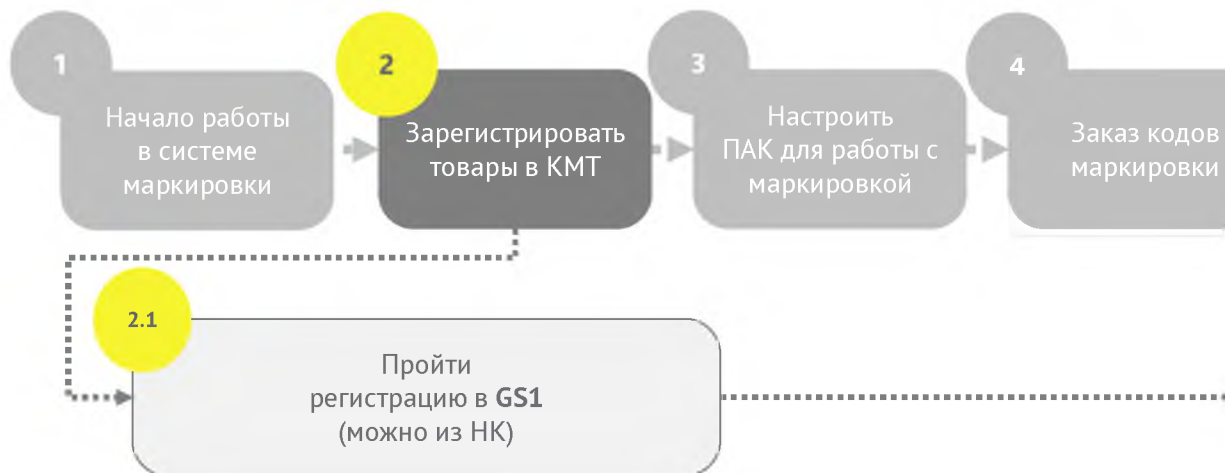 1
Начало работы
в системе
маркировки
2
Зарегистрировать
товары в КМТ
3
Настроить
ПАК для работы с
маркировкой
4
Заказ кодов
маркировки
2.1
Пройти
регистрацию в GS1
(можно из НК)